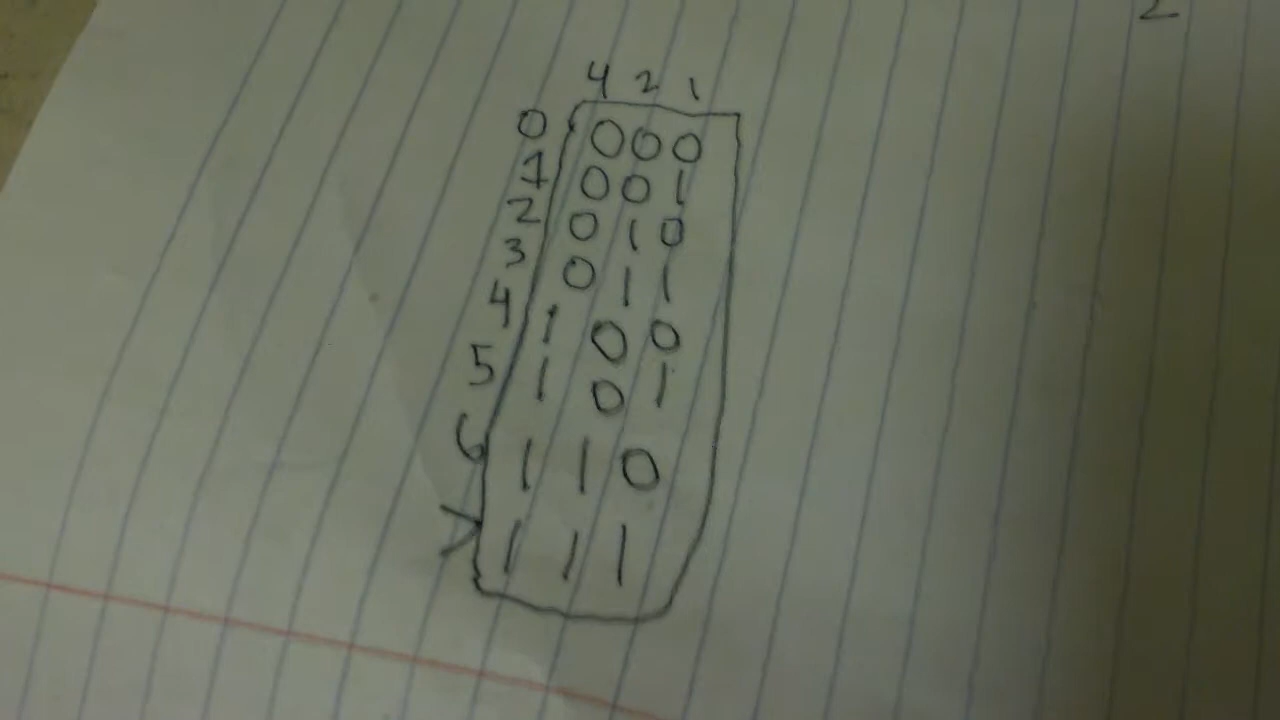 4 2 1
0 0 0 0
1 0 0 1
2 0 1 0
3 0 1 1
4 1 0 0
5 1 0 1
6 1 1 0
7 1 1 1